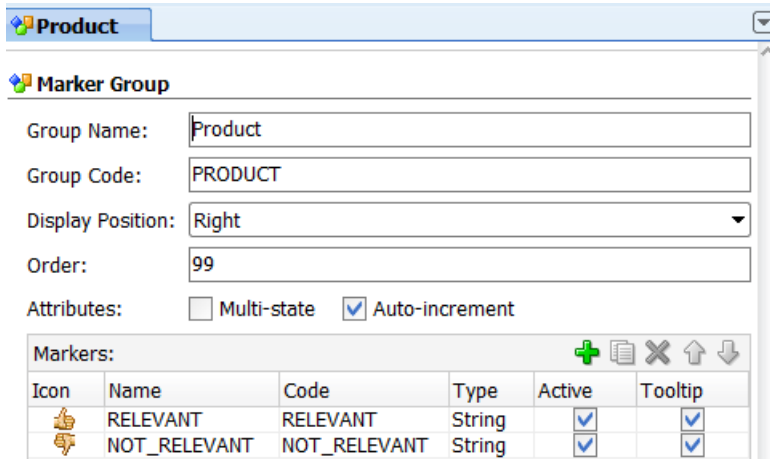 Product
Marker Group
Group Name: Product
Group Code: PRODUCT
Display Position: Right
Order: 99
Attributes: Multi-state Auto-increment
Markers:
Icon Name Code Type Active Tooltip
RELEVANT RELEVANT String
NOT_RELEVANT NOT_RELEVANT String